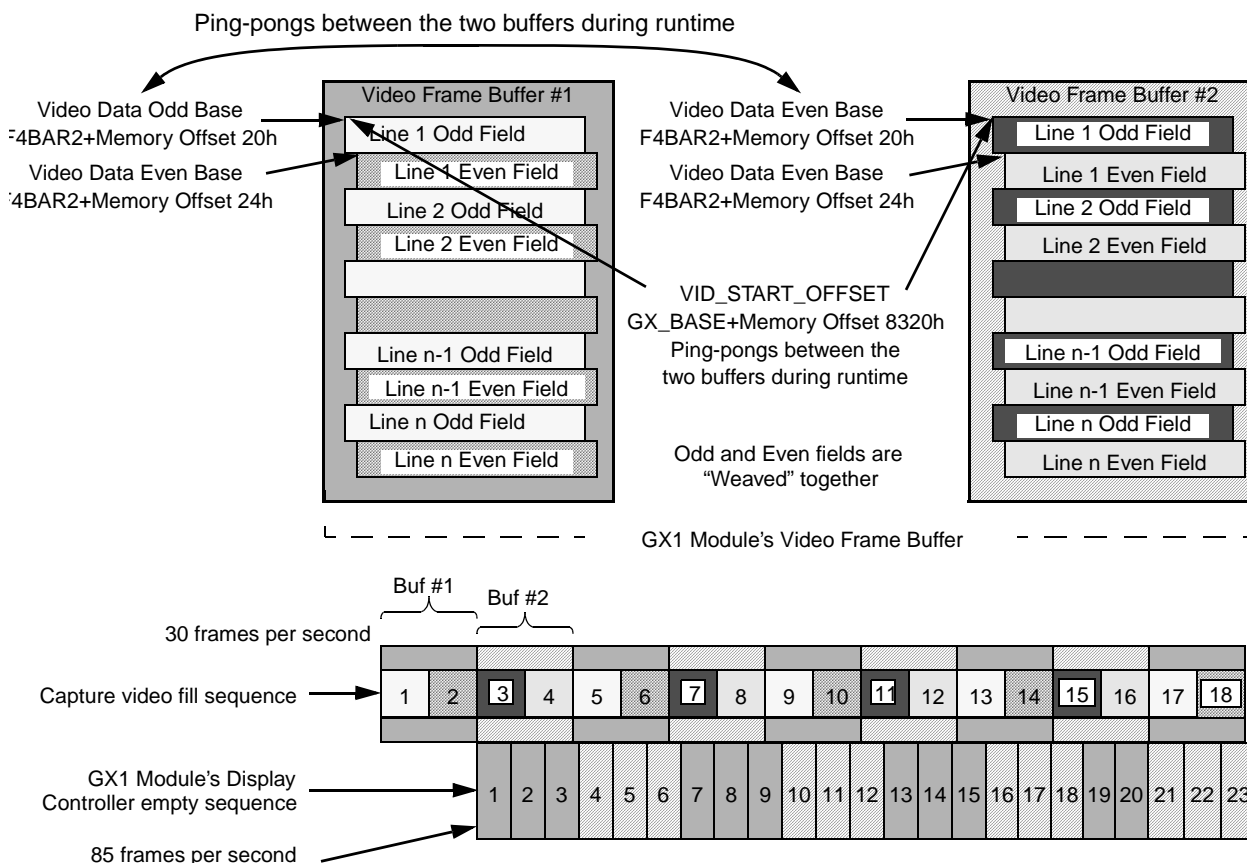 Ping-pongs between the two buffers during runtime
Video Data Odd Base
F4BAR2+Memory Offset 20h
Video Data Even Base
F4BAR2+Memory Offset 24h
Video Frame Buffer #1
Line 1 Odd Field
Line 1 Even Field
Line 2 Odd Field
Line 2 Even Field
Line n-1 Odd Field
Line n-1 Even Field
Line n Odd Field
Line n Even Field
Video Data Even Base
F4BAR2+Memory Offset 20h
Video Data Even Base
F4BAR2+Memory Offset 24h
VID_START_OFFSET
GX_BASE+Memory Offset 8320h
Ping-pongs between the
two buffers during runtime
Odd and Even fields are
“Weaved” together
Video Frame Buffer #2
Line 1 Odd Field
Line 1 Even Field
Line 2 Odd Field
Line 2 Even Field
Line n-1 Odd Field
Line n-1 Even Field
Line n Odd Field
Line n Even Field
GX1 Module's Video Frame Buffer
Buf #1
Buf #2
30 frames per second
Capture video fill sequence
1 2 3 4 5 6 7 8 9 10 11 12 13 14 15 16 17 18
GX1 Module's Display
Controller empty sequence
1 2 3 4 5 6 7 8 9 10 11 12 13 14 15 16 17 18 19 20 21 22 23
85 frames per second